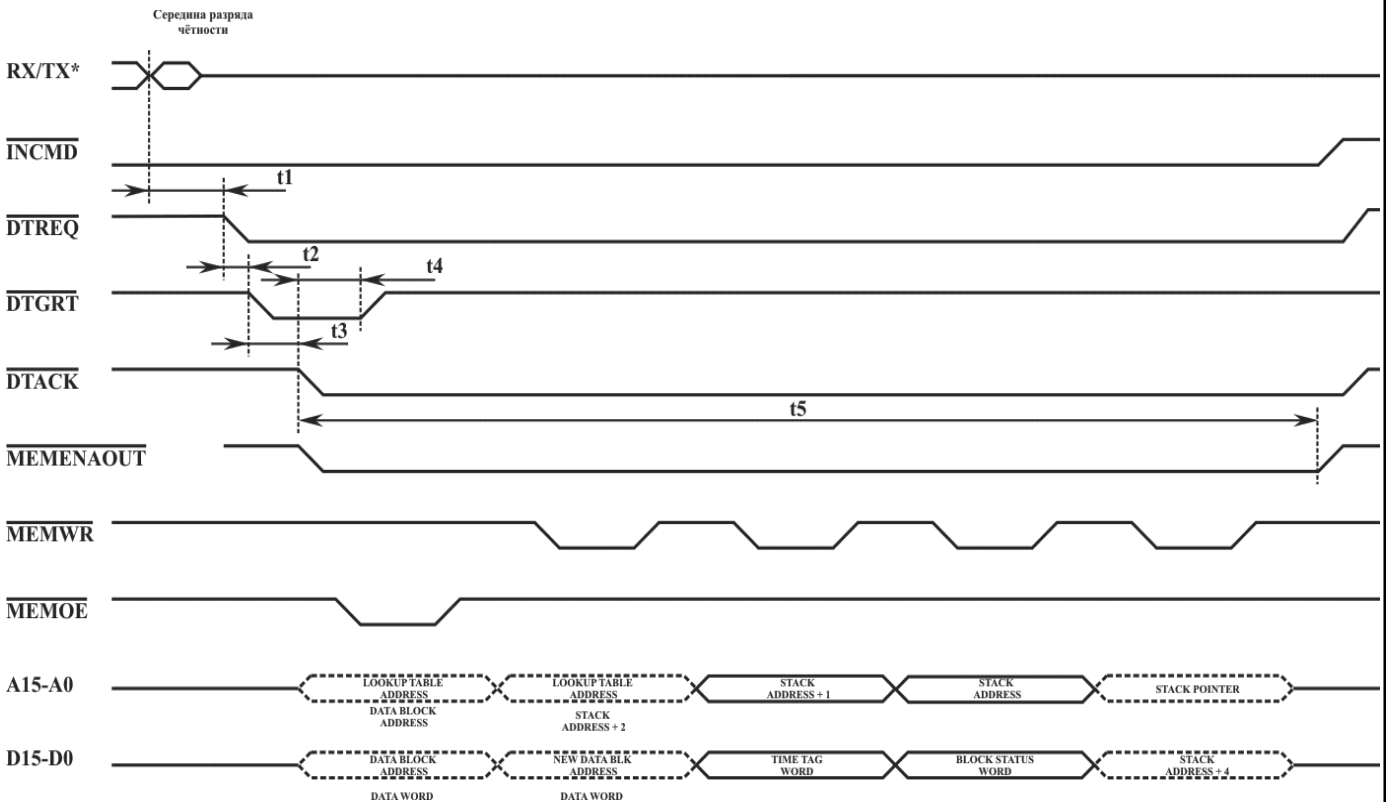 Середина разряда
чётности
RX/TX*
INCMD
t1
DTREQ
t2
t4
DTGRT
t3
DTACK
t5
MEMENAOUT
MEMWR
MEMOE
A15-A0
LOOKUP TABLE
ADDRESS
LOOKUP TABLE
ADDRESS
STACK
ADDRESS + 1
STACK
ADDRESS
STACK POINTER
DATA BLOCK
ADDRESS
STACK
ADDRESS + 2
D15-D0
DATA BLOCK
ADDRESS
NEW DATA BLK
ADDRESS
TIME TAG
WORD
BLOCK STATUS
WORD
STACK
ADDRESS + 4
DATA WORD
DATA WORD